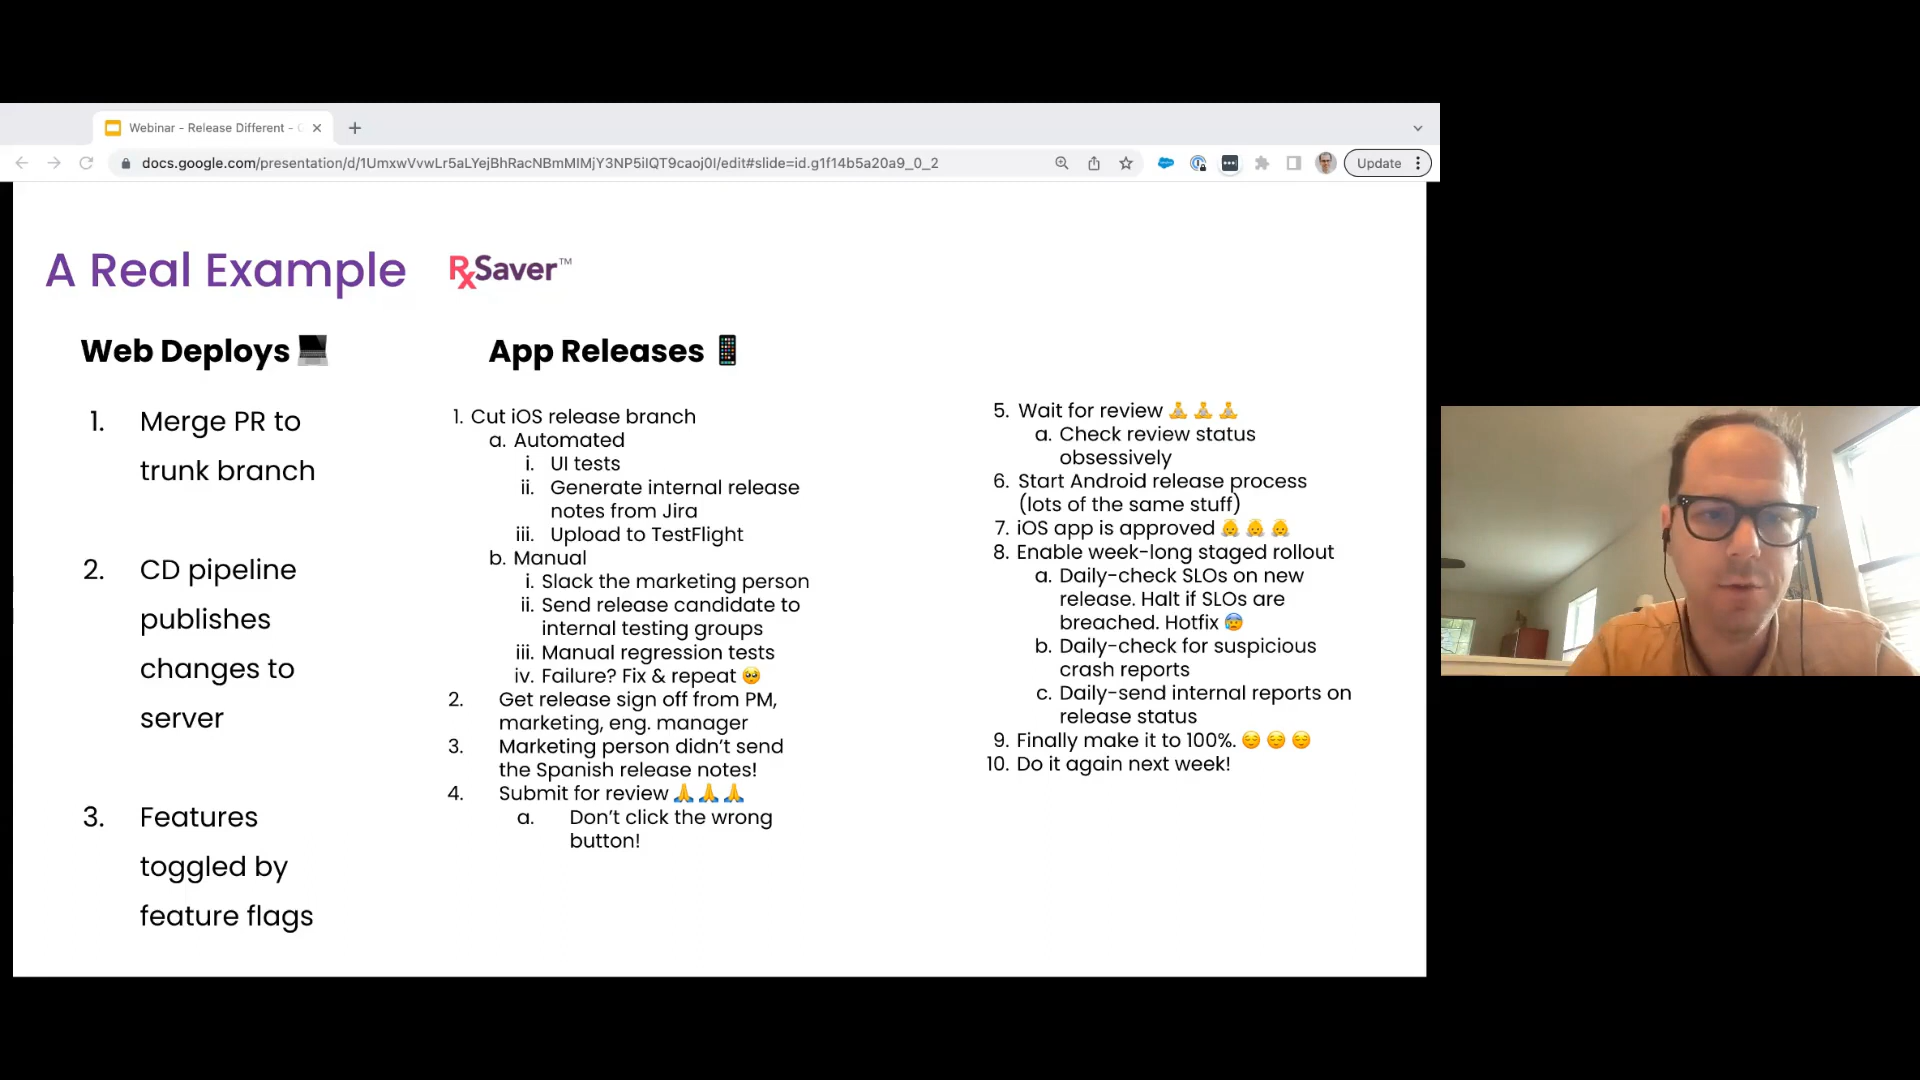 Webinar - Release Different - G
docs.google.com/presentation/d/1UmxwVvwLr5aLYejBhRacNBmMlMjY3NP5iIQT9caoj0I/edit#slide=id.g1f14b5a20a9_0_2
Update
A Real Example
RxSaver™
Web Deploys 💻
1. Merge PR to
trunk branch
2. CD pipeline
publishes
changes to
server
3. Features
toggled by
feature flags
App Releases 📱
1. Cut iOS release branch
a. Automated
i. UI tests
ii. Generate internal release
notes from Jira
iii. Upload to TestFlight
b. Manual
i. Slack the marketing person
ii. Send release candidate to
internal testing groups
iii. Manual regression tests
iv. Failure? Fix & repeat 🥺
2. Get release sign off from PM,
marketing, eng. manager
3. Marketing person didn't send
the Spanish release notes!
4. Submit for review 🙏 🙏 🙏
a. Don't click the wrong
button!
5. Wait for review 🧘 🧘 🧘
a. Check review status
obsessively
6. Start Android release process
(lots of the same stuff)
7. iOS app is approved 👼 👼 👼
8. Enable week-long staged rollout
a. Daily-check SLOs on new
release. Halt if SLOs are
breached. Hotfix 😰
b. Daily-check for suspicious
crash reports
c. Daily-send internal reports on
release status
9. Finally make it to 100%. 😌 😌 😌
10. Do it again next week!